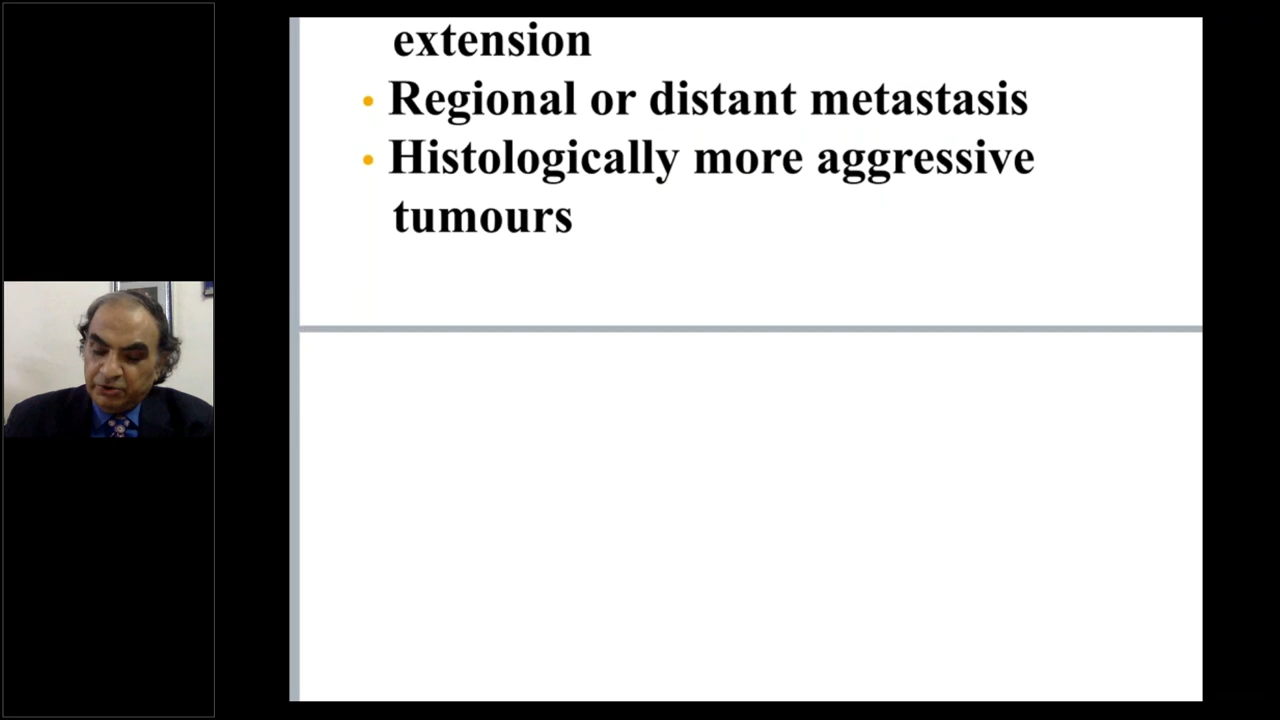 extension
• Regional or distant metastasis
• Histologically more aggressive
tumours